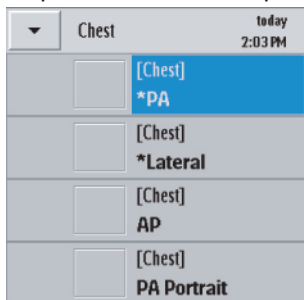 Chest
today
2:03 PM
[Chest]
*PA
[Chest]
*Lateral
[Chest]
AP
[Chest]
PA Portrait